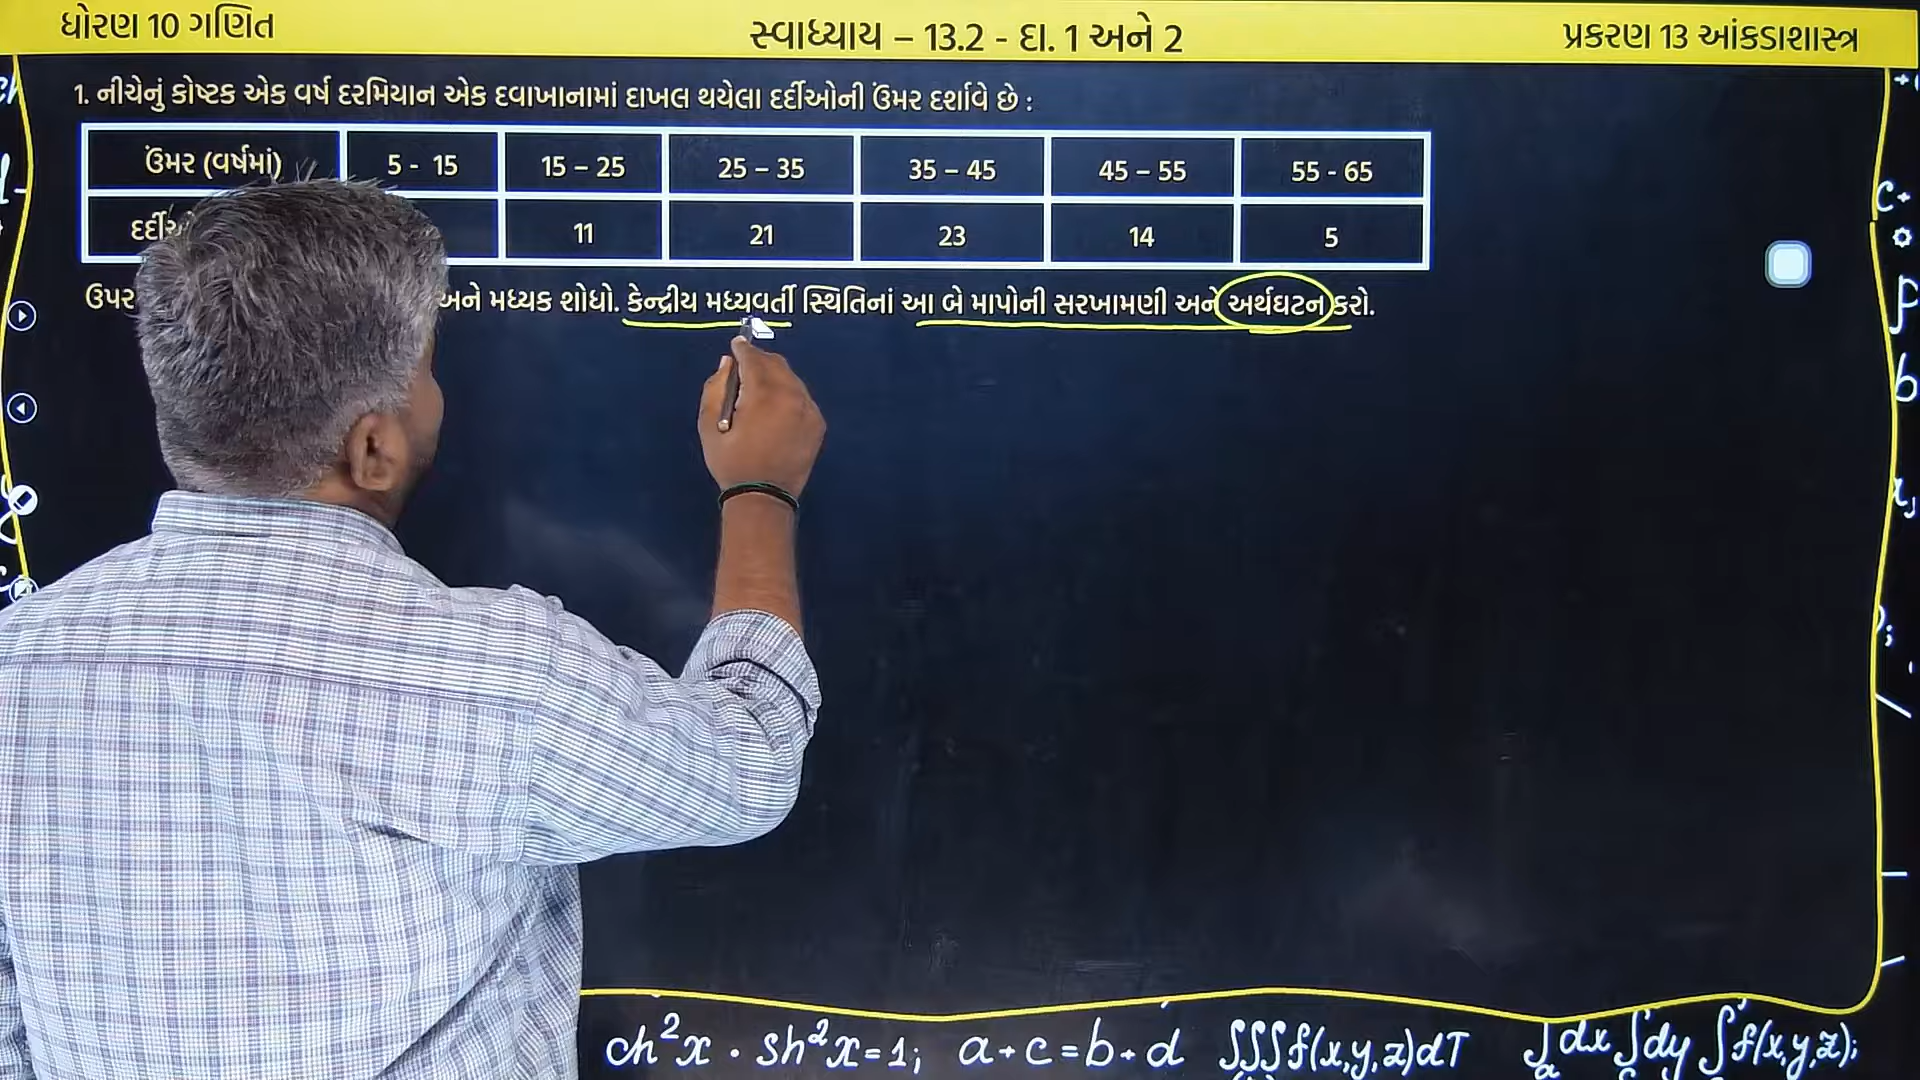 ધોરણ 10 ગણિત
સ્વાધ્યાય – 13.2 - દા. 1 અને 2
પ્રકરણ 13 આંકડાશાસ્ત્ર
1. નીચેનું કોષ્ટક એક વર્ષ દરમિયાન એક દવાખાનામાં દાખલ થયેલા દર્દીઓની ઉંમર દર્શાવે છે :
ઉંમર (વર્ષમાં) 5 - 15 15 – 25 25 – 35 35 – 45 45 – 55 55 - 65
11 21 23 14 5
ઉપર અને મધ્યક શોધો. કેન્દ્રીય મધ્યવર્તી સ્થિતિનાં આ બે માપોની સરખામણી અને અર્થઘટન કરો.
ch²x · sh²x = 1; a + c = b + d ∫∫∫f(x,y,z)dT ∫dx ∫dy ∫f(x,y,z);